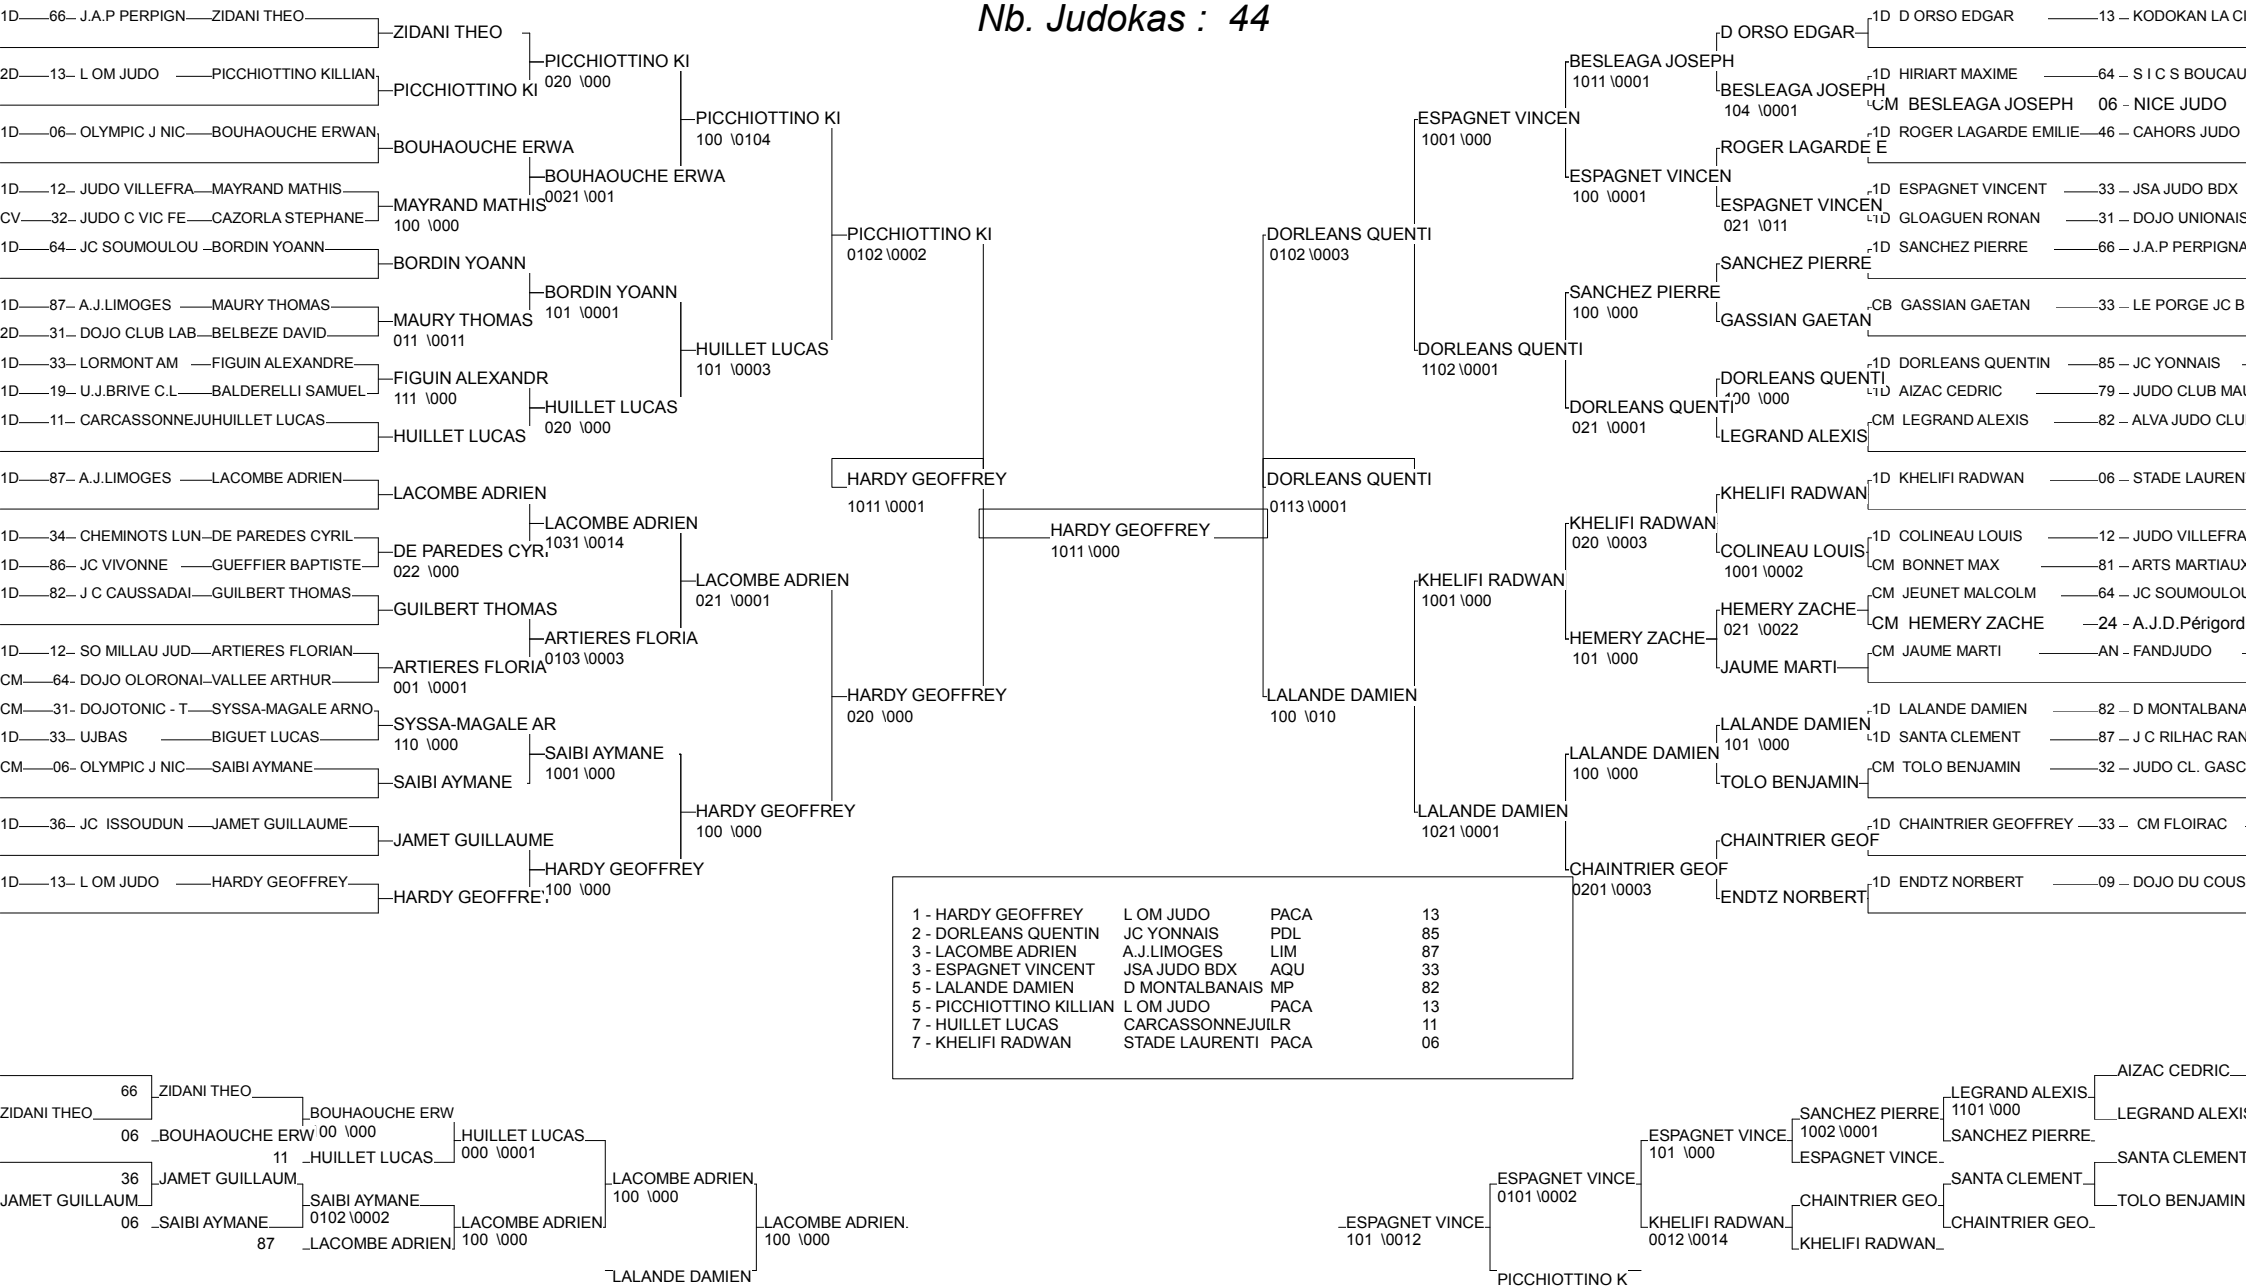 Nb. Judokas : 44
1D 66 J.A.P PERPIGN ZIDANI THEO
2D 13 L OM JUDO PICCHIOTTINO KILLIAN
1D 06 OLYMPIC J NIC BOUHAOUCHE ERWAN
1D 12 JUDO VILLEFRA MAYRAND MATHIS
CV 32 JUDO C VIC FE CAZORLA STEPHANE
1D 64 JC SOUMOULOU BORDIN YOANN
1D 87 A.J.LIMOGES MAURY THOMAS
2D 31 DOJO CLUB LAB BELBEZE DAVID
1D 33 LORMONT AM FIGUIN ALEXANDRE
1D 19 U.J.BRIVE C.L BALDERELLI SAMUEL
1D 11 CARCASSONNEJU HUILLET LUCAS
1D 87 A.J.LIMOGES LACOMBE ADRIEN
1D 34 CHEMINOTS LUN DE PAREDES CYRIL
1D 86 JC VIVONNE GUEFFIER BAPTISTE
1D 82 J C CAUSSADAI GUILBERT THOMAS
1D 12 SO MILLAU JUD ARTIERES FLORIAN
CM 64 DOJO OLORONAI VALLEE ARTHUR
CM 31 DOJOTONIC - T SYSSA-MAGALE ARNO
1D 33 UJBAS BIGUET LUCAS
CM 06 OLYMPIC J NIC SAIBI AYMANE
1D 36 JC ISSOUDUN JAMET GUILLAUME
1D 13 L OM JUDO HARDY GEOFFREY
ZIDANI THEO
PICCHIOTTINO KI
BOUHAOUCHE ERWA
MAYRAND MATHIS
100 \000
BORDIN YOANN
MAURY THOMAS
011 \0011
FIGUIN ALEXANDR
111 \000
HUILLET LUCAS
LACOMBE ADRIEN
DE PAREDES CYRI
022 \000
GUILBERT THOMAS
ARTIERES FLORIA
001 \0001
SYSSA-MAGALE AR
110 \000
SAIBI AYMANE
JAMET GUILLAUME
HARDY GEOFFREY
PICCHIOTTINO KI
020 \000
BOUHAOUCHE ERWA
0021 \001
BORDIN YOANN
101 \0001
HUILLET LUCAS
020 \000
LACOMBE ADRIEN
1031 \0014
ARTIERES FLORIA
0103 \0003
SAIBI AYMANE
1001 \000
HARDY GEOFFREY
100 \000
PICCHIOTTINO KI
100 \0104
HUILLET LUCAS
101 \0003
LACOMBE ADRIEN
021 \0001
HARDY GEOFFREY
100 \000
PICCHIOTTINO KI
0102 \0002
HARDY GEOFFREY
1011 \0001
HARDY GEOFFREY
020 \000
HARDY GEOFFREY
1011 \000
DORLEANS QUENTI
0102 \0003
DORLEANS QUENTI
0113 \0001
LALANDE DAMIEN
100 \010
ESPAGNET VINCEN
1001 \000
DORLEANS QUENTI
1102 \0001
KHELIFI RADWAN
1001 \000
LALANDE DAMIEN
1021 \0001
BESLEAGA JOSEPH
1011 \0001
ESPAGNET VINCEN
100 \0001
SANCHEZ PIERRE
100 \000
DORLEANS QUENTI
021 \0001
KHELIFI RADWAN
020 \0003
HEMERY ZACHE
101 \000
LALANDE DAMIEN
100 \000
CHAINTRIER GEOF
0201 \0003
D ORSO EDGAR
BESLEAGA JOSEPH
104 \0001
ROGER LAGARDE E
ESPAGNET VINCEN
021 \011
SANCHEZ PIERRE
GASSIAN GAETAN
DORLEANS QUENTI
100 \000
LEGRAND ALEXIS
KHELIFI RADWAN
COLINEAU LOUIS
1001 \0002
HEMERY ZACHE
021 \0022
JAUME MARTI
LALANDE DAMIEN
101 \000
TOLO BENJAMIN
CHAINTRIER GEOF
ENDTZ NORBERT
1D D ORSO EDGAR 13 KODOKAN LA CI
1D HIRIART MAXIME 64 S I C S BOUCAU
CM BESLEAGA JOSEPH 06 - NICE JUDO
1D ROGER LAGARDE EMILIE 46 CAHORS JUDO
1D ESPAGNET VINCENT 33 JSA JUDO BDX
1D GLOAGUEN RONAN 31 DOJO UNIONAIS
1D SANCHEZ PIERRE 66 J.A.P PERPIGNA
CB GASSIAN GAETAN 33 LE PORGE JC B
1D DORLEANS QUENTIN 85 JC YONNAIS
1D AIZAC CEDRIC 79 JUDO CLUB MAU
CM LEGRAND ALEXIS 82 ALVA JUDO CLU
1D KHELIFI RADWAN 06 STADE LAUREN
1D COLINEAU LOUIS 12 JUDO VILLEFRA
CM BONNET MAX 81 ARTS MARTIAUX
CM JEUNET MALCOLM 64 JC SOUMOULOU
CM HEMERY ZACHE 24 - A.J.D.Périgord
CM JAUME MARTI AN FANDJUDO
1D LALANDE DAMIEN 82 D MONTALBANA
1D SANTA CLEMENT 87 J C RILHAC RAN
CM TOLO BENJAMIN 32 JUDO CL. GASC
1D CHAINTRIER GEOFFREY 33 CM FLOIRAC
1D ENDTZ NORBERT 09 DOJO DU COUS
1 - HARDY GEOFFREY L OM JUDO PACA 13
2 - DORLEANS QUENTIN JC YONNAIS PDL 85
3 - LACOMBE ADRIEN A.J.LIMOGES LIM 87
3 - ESPAGNET VINCENT JSA JUDO BDX AQU 33
5 - LALANDE DAMIEN D MONTALBANAIS MP 82
5 - PICCHIOTTINO KILLIAN L OM JUDO PACA 13
7 - HUILLET LUCAS CARCASSONNEJU LR 11
7 - KHELIFI RADWAN STADE LAURENTI PACA 06
ZIDANI THEO
JAMET GUILLAUM
66 ZIDANI THEO
06 BOUHAOUCHE ERW
36 JAMET GUILLAUM
06 SAIBI AYMANE
BOUHAOUCHE ERW
00 \000
11 HUILLET LUCAS
SAIBI AYMANE
0102 \0002
87 LACOMBE ADRIEN
HUILLET LUCAS
000 \0001
LACOMBE ADRIEN
100 \000
LACOMBE ADRIEN
100 \000
LALANDE DAMIEN
LACOMBE ADRIEN
100 \000
ESPAGNET VINCE
101 \0012
ESPAGNET VINCE
0101 \0002
PICCHIOTTINO K
ESPAGNET VINCE
101 \000
KHELIFI RADWAN
0012 \0014
SANCHEZ PIERRE
1002 \0001
ESPAGNET VINCE
CHAINTRIER GEO
KHELIFI RADWAN
LEGRAND ALEXIS
1101 \000
SANCHEZ PIERRE
SANTA CLEMENT
CHAINTRIER GEO
AIZAC CEDRIC
LEGRAND ALEXIS
SANTA CLEMENT
TOLO BENJAMIN